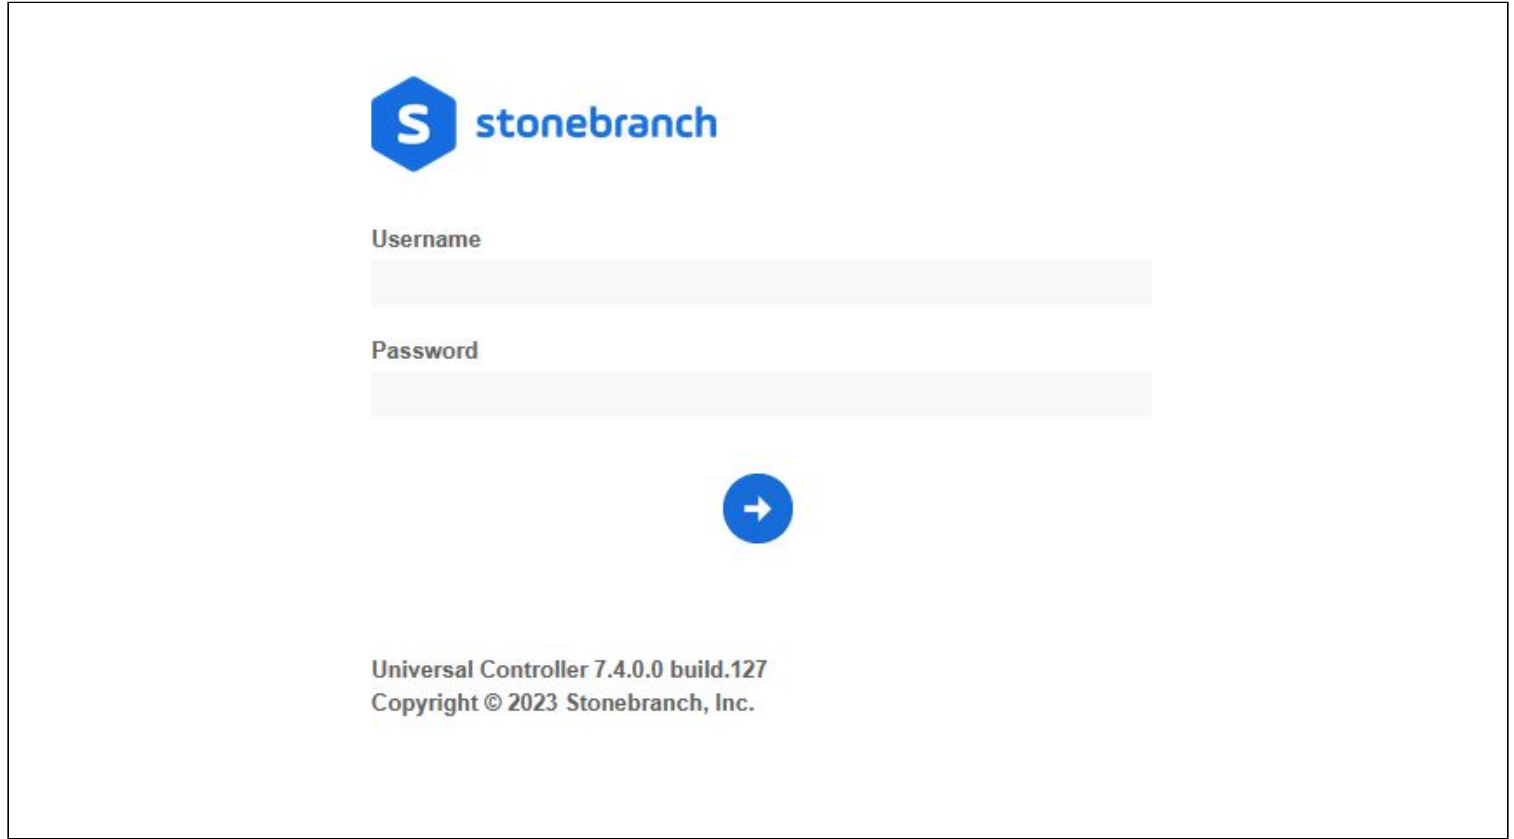 S stonebranch
Username
Password
Universal Controller 7.4.0.0 build.127
Copyright © 2023 Stonebranch, Inc.